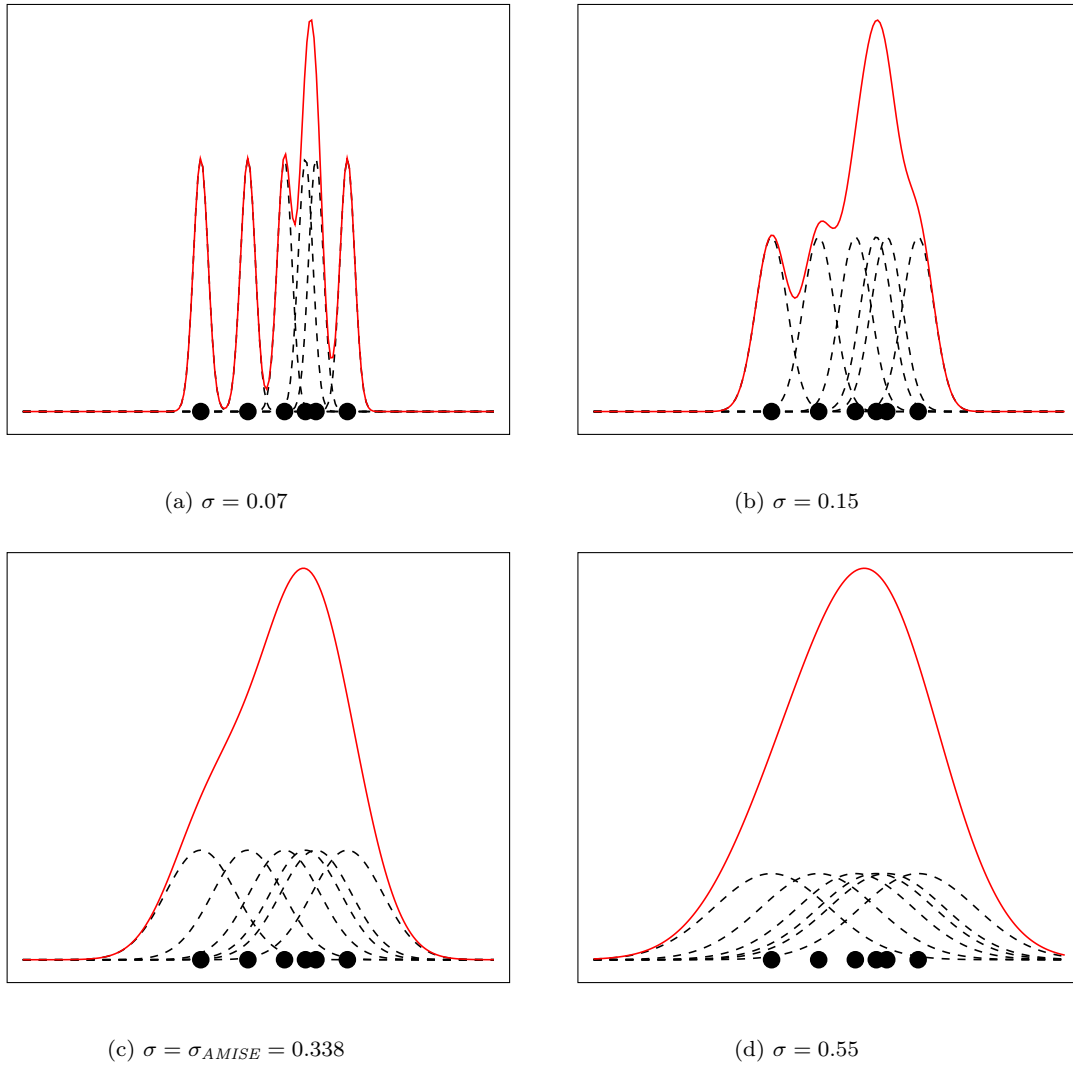 (a) σ = 0.07
(b) σ = 0.15
(c) σ = σ_AMISE = 0.338
(d) σ = 0.55